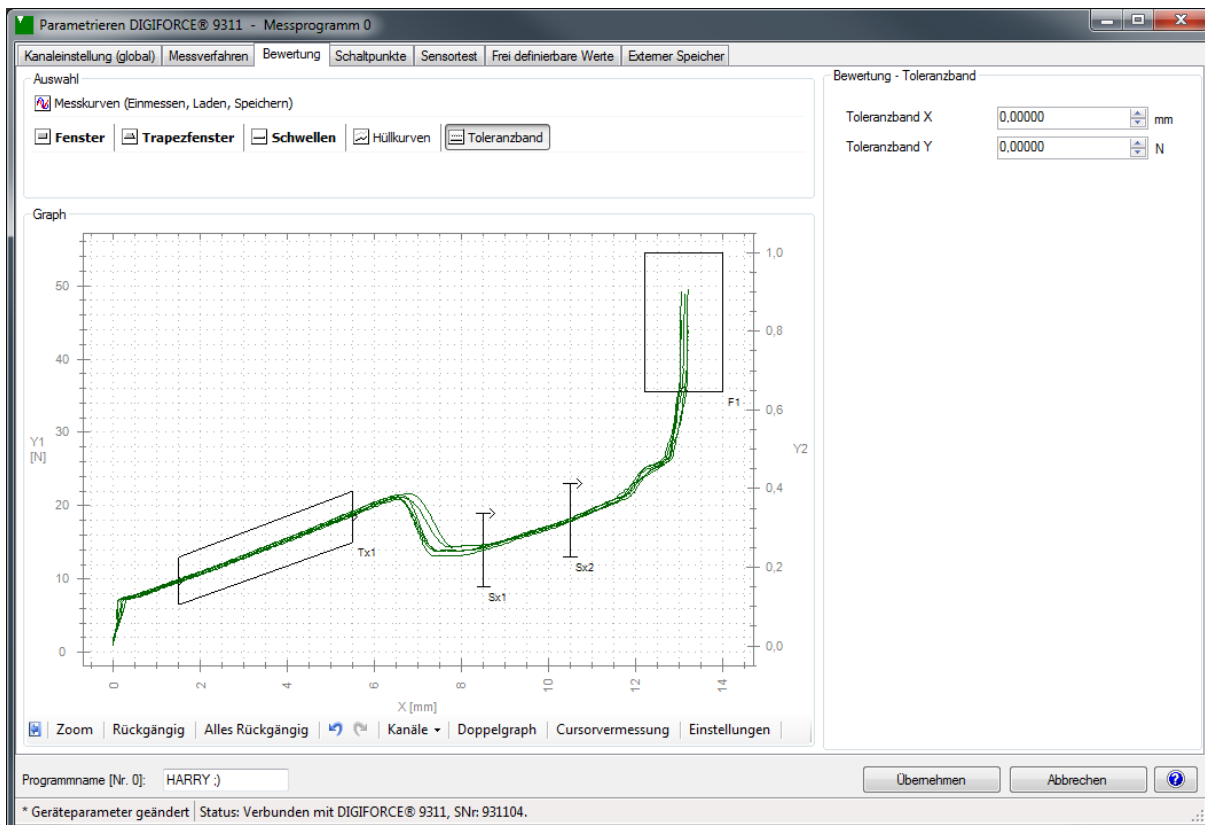 Parametrieren DIGIFORCE® 9311 - Messprogramm 0
Kanaleinstellung (global) Messverfahren Bewertung Schaltpunkte Sensortest Frei definierbare Werte Externer Speicher
Auswahl
Messkurven (Einmessen, Laden, Speichern)
Fenster Trapezfenster Schwellen Hüllkurven Toleranzband
Bewertung - Toleranzband
Toleranzband X 0,00000 mm
Toleranzband Y 0,00000 N
Graph
50
40
30
20
10
0
Y1
[N]
1,0
0,8
0,6
0,4
0,2
0,0
Y2
F1
Tx1
Sx1
Sx2
0 2 4 6 8 10 12 14
X [mm]
Zoom Rückgängig Alles Rückgängig Kanäle Doppelgraph Cursorvermessung Einstellungen
Programmname [Nr. 0]: HARRY ;) Übernehmen Abbrechen ?
* Geräteparameter geändert Status: Verbunden mit DIGIFORCE® 9311, SNr: 931104.